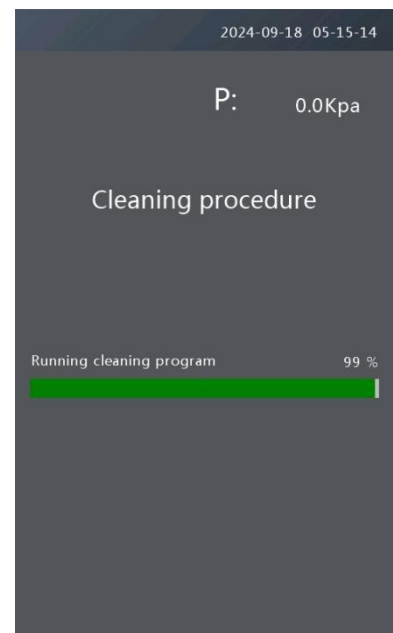 2024-09-18 05-15-14
P: 0.0Kpa
Cleaning procedure
Running cleaning program 99 %